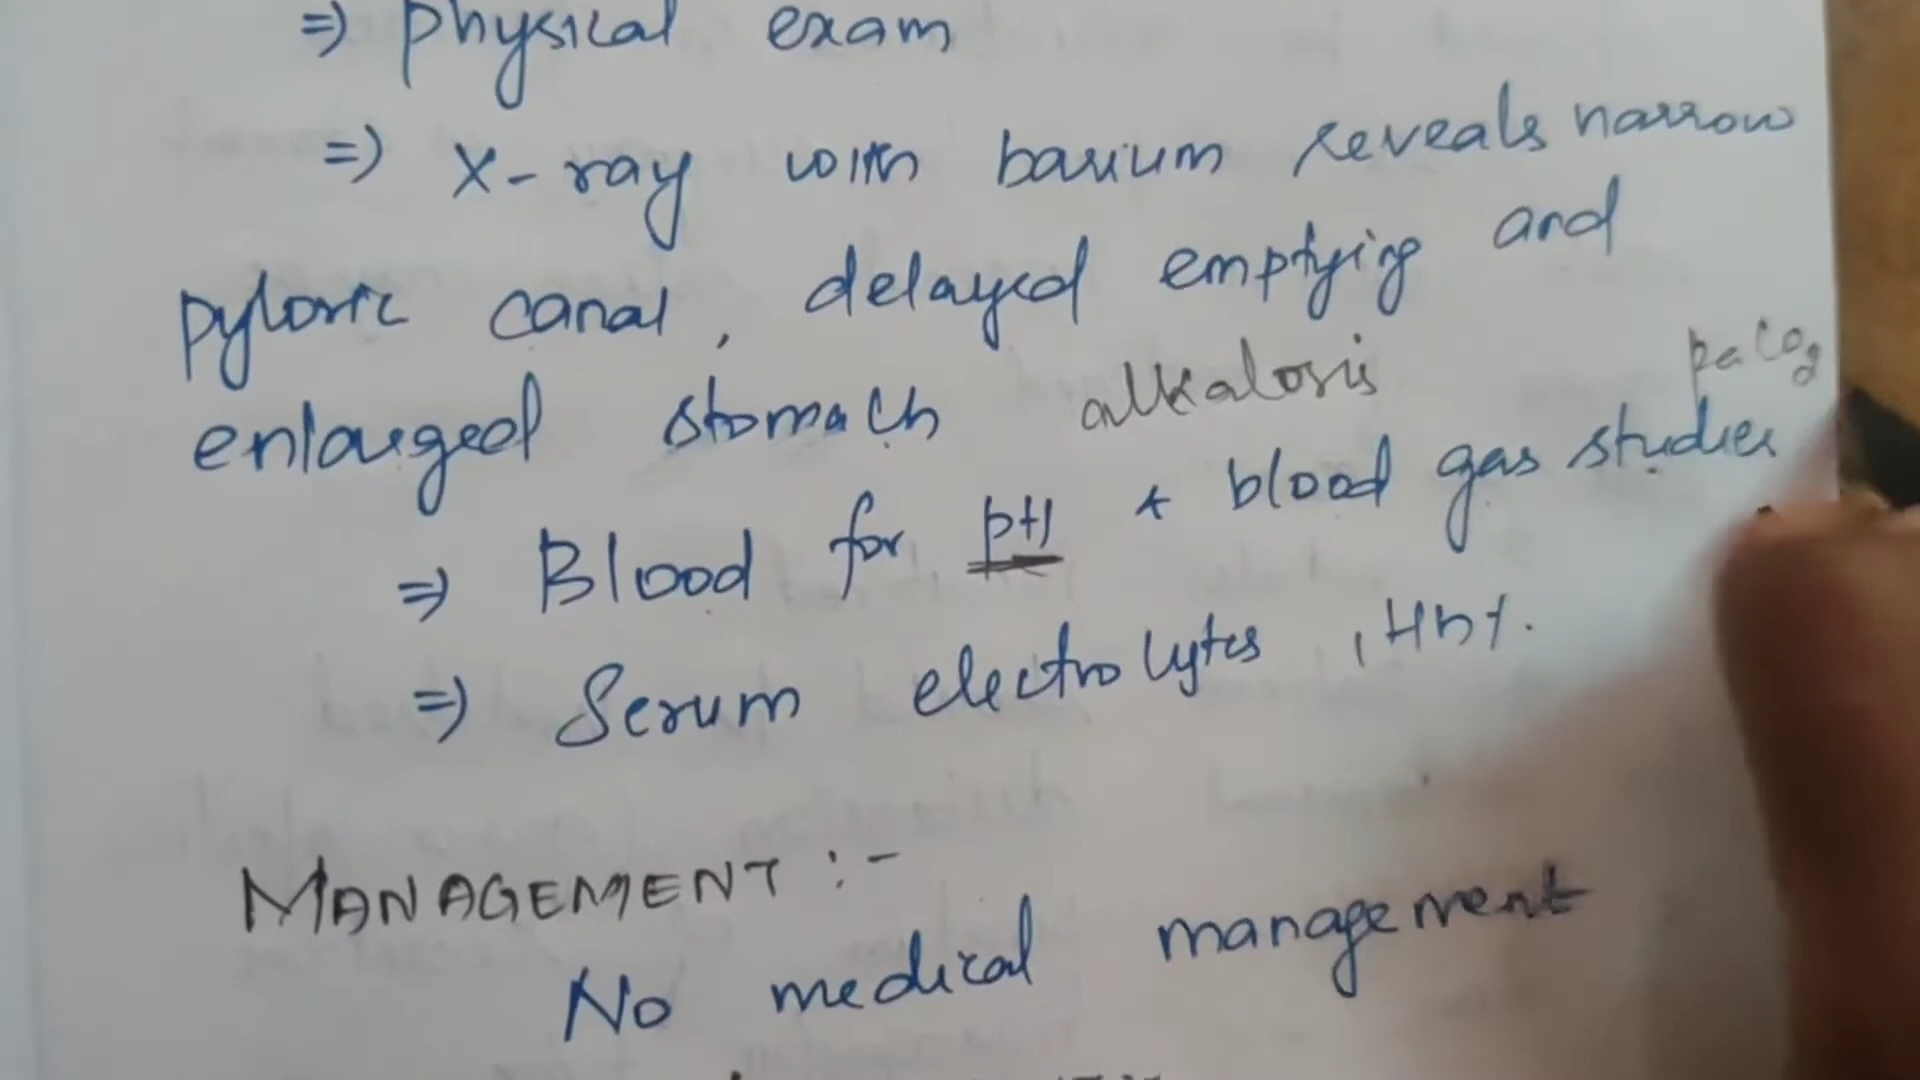 ⇒ Physical exam
⇒ X-ray with barium reveals narrow
pyloric canal, delayed emptying and
enlarged stomach alkalosis paCO2
⇒ Blood for pH & blood gas studies
⇒ Serum electrolytes, Hb%.
MANAGEMENT :-
No medical management